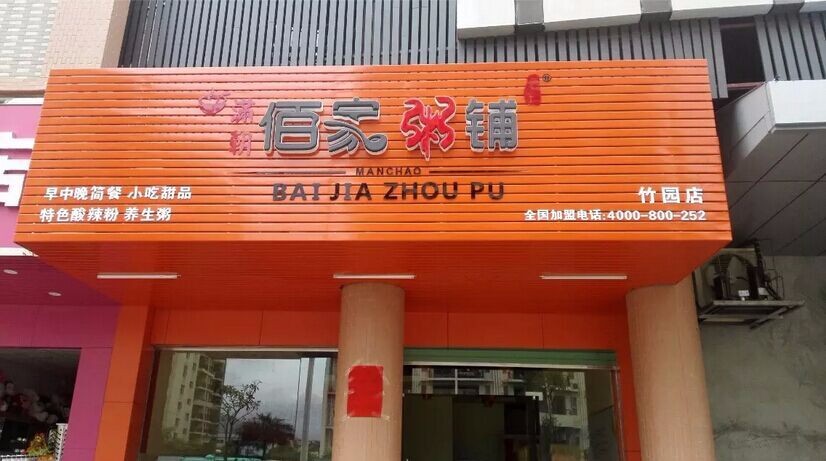 满朝 佰家粥铺 ®
MANCHAO
BAI JIA ZHOU PU
早中晚简餐 小吃甜品
特色酸辣粉 养生粥
竹园店
全国加盟电话:4000-800-252